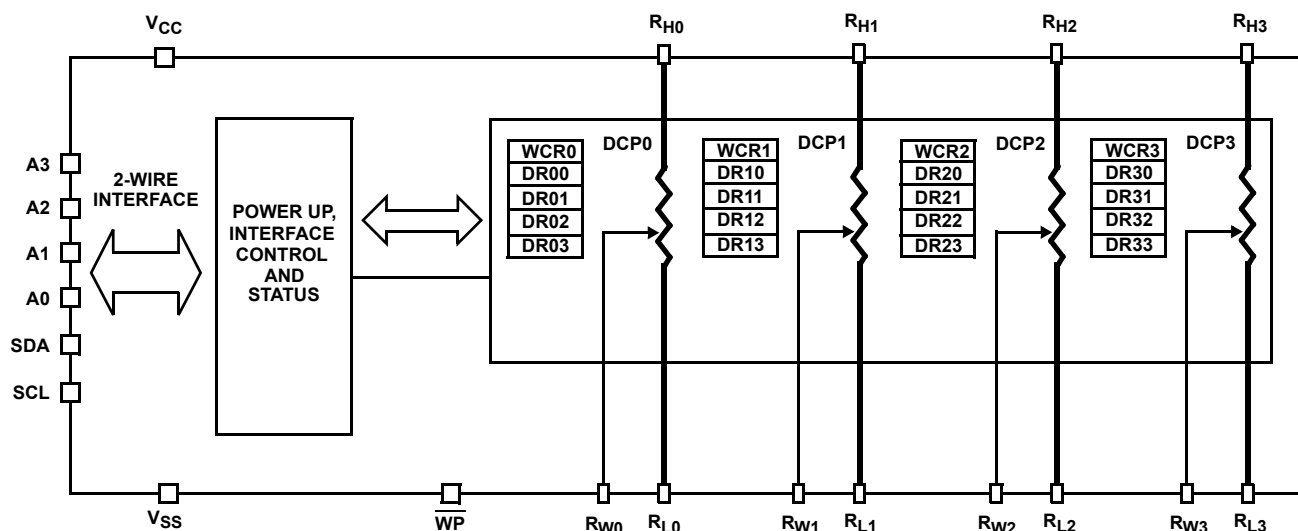 VCC
RH0
RH1
RH2
RH3
A3
A2
A1
A0
SDA
SCL
2-WIRE
INTERFACE
POWER UP,
INTERFACE
CONTROL
AND
STATUS
WCR0
DR00
DR01
DR02
DR03
DCP0
WCR1
DR10
DR11
DR12
DR13
DCP1
WCR2
DR20
DR21
DR22
DR23
DCP2
WCR3
DR30
DR31
DR32
DR33
DCP3
VSS
WP
RW0
RL0
RW1
RL1
RW2
RL2
RW3
RL3